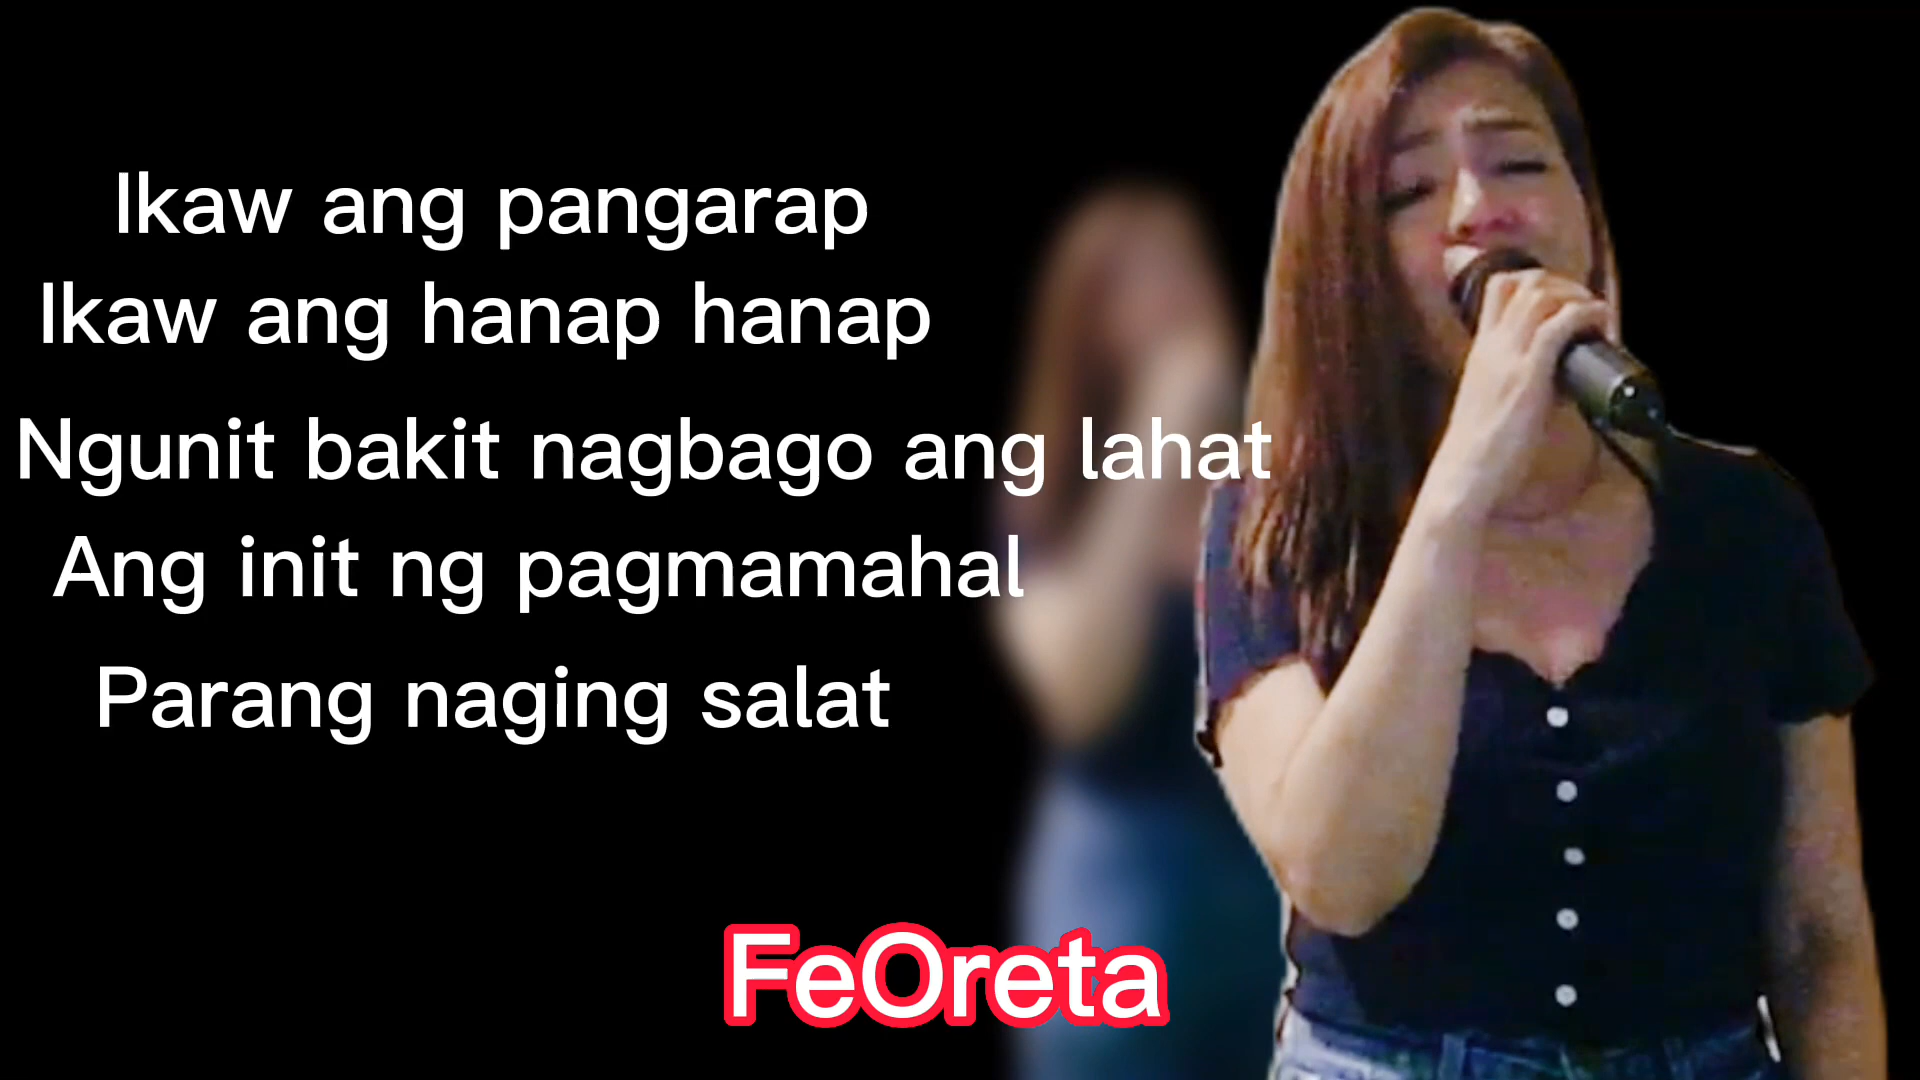 Ikaw ang pangarap
Ikaw ang hanap hanap
Ngunit bakit nagbago ang lahat
Ang init ng pagmamahal
Parang naging salat
FeOreta